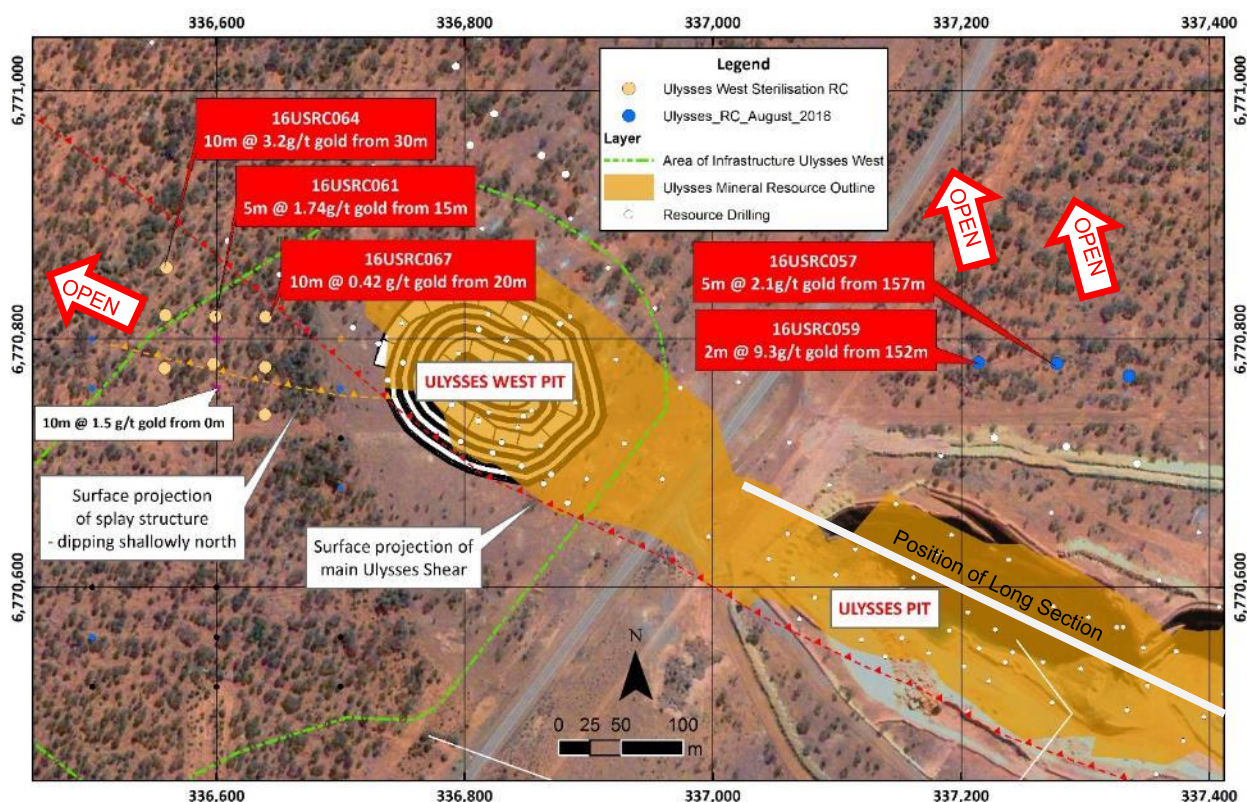 336,600
336,800
337,000
337,200
337,400
6,771,000
6,771,000
Legend
Ulysses West Sterilisation RC
Ulysses_RC_August_2016
Layer
Area of Infrastructure Ulysses West
Ulysses Mineral Resource Outline
Resource Drilling
16USRC064
10m @ 3.2g/t gold from 30m
16USRC061
5m @ 1.74g/t gold from 15m
16USRC067
10m @ 0.42 g/t gold from 20m
OPEN
OPEN
OPEN
16USRC057
5m @ 2.1g/t gold from 157m
16USRC059
2m @ 9.3g/t gold from 152m
6,770,800
6,770,800
ULYSSES WEST PIT
10m @ 1.5 g/t gold from 0m
Surface projection
of splay structure
- dipping shallowly north
Surface projection of
main Ulysses Shear
Position of Long Section
ULYSSES PIT
6,770,600
6,770,600
N
0 25 50 100
m
336,600
336,800
337,000
337,200
337,400